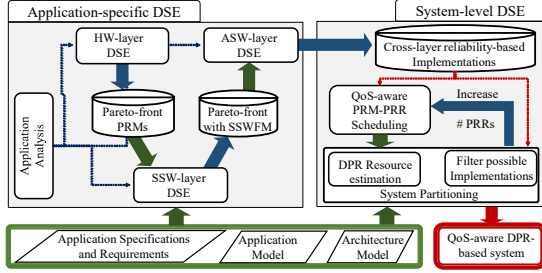 Application-specific DSE
System-level DSE
HW-layer
DSE
ASW-layer
DSE
Cross-layer reliability-based
Implementations
Application
Analysis
Pareto-front
PRMs
Pareto-front
with SSWFM
QoS-aware
PRM-PRR
Scheduling
Increase
# PRRs
SSW-layer
DSE
DPR Resource
estimation
Filter possible
Implementations
System Partitioning
Application Specifications
and Requirements
Application
Model
Architecture
Model
QoS-aware DPR-
based system